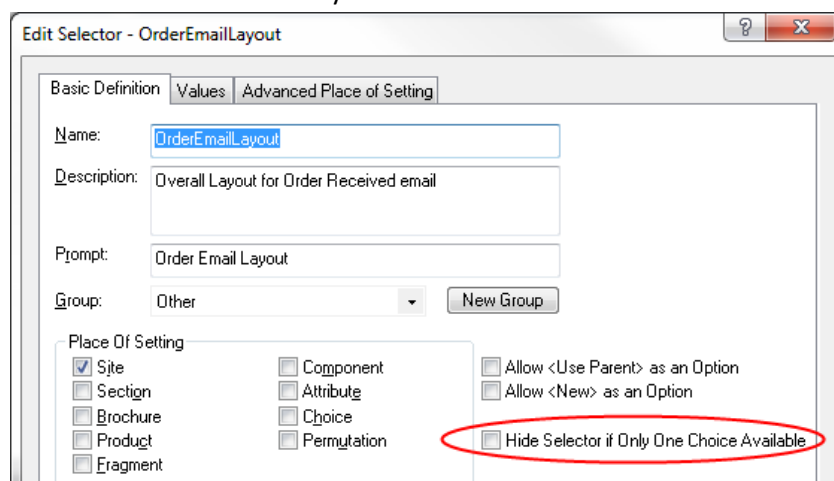 Edit Selector - OrderEmailLayout
Basic Definition Values Advanced Place of Setting
Name: OrderEmailLayout
Description: Overall Layout for Order Received email
Prompt: Order Email Layout
Group: Other New Group
Place Of Setting
Site Component Allow <Use Parent> as an Option
Section Attribute Allow <New> as an Option
Brochure Choice
Product Permutation Hide Selector if Only One Choice Available
Fragment